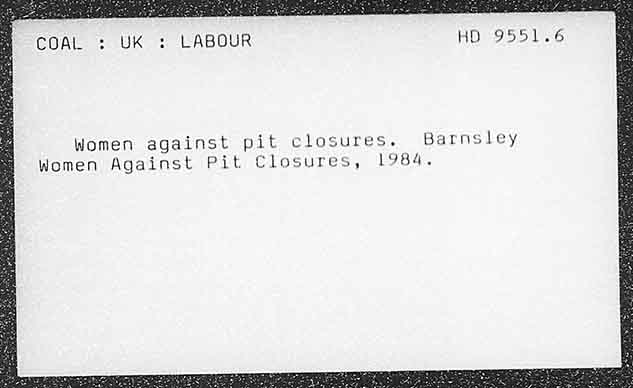 COAL : UK : LABOUR HD 9551.6
Women against pit closures. Barnsley
Women Against Pit Closures, 1984.